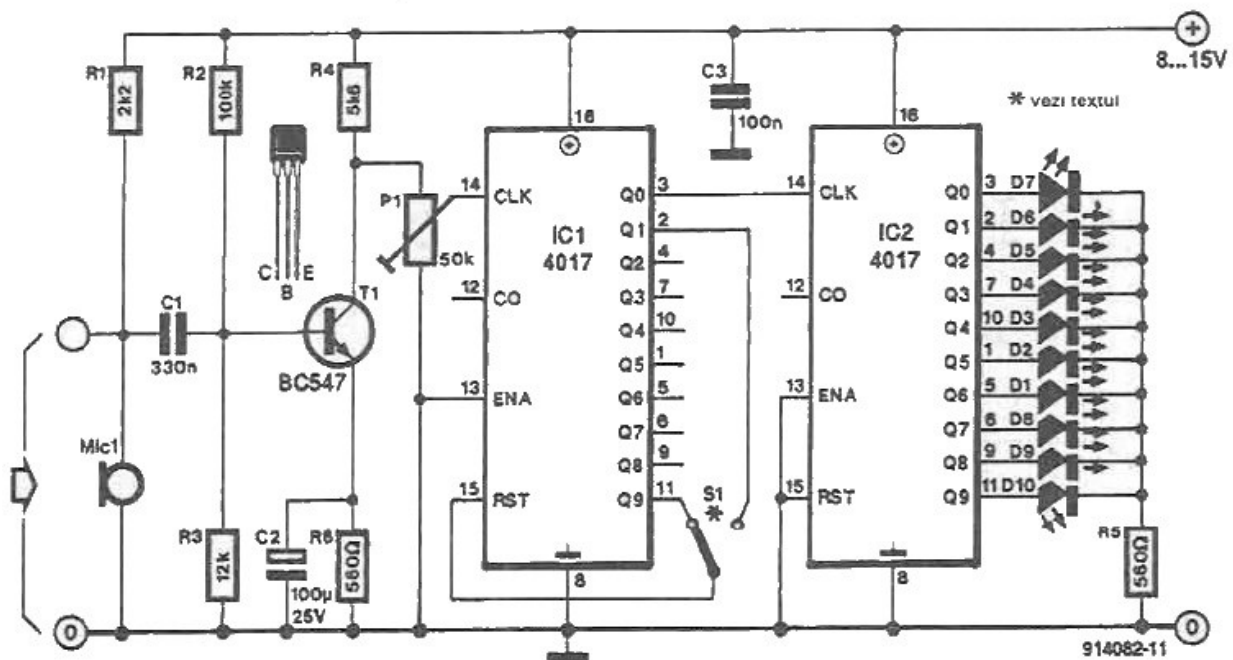 +
8...15V
R1
2k2
R2
100k
R4
5k6
C3
100n
* vezi textul
16
16
P1
50k
14 CLK
IC1
4017
Q0 3
Q1 2
Q2 4
Q3 7
Q4 10
Q5 1
Q6 5
Q7 6
Q8 9
Q9 11
12 CO
13 ENA
15 RST
8
14 CLK
IC2
4017
Q0 3 D7
Q1 2 D6
Q2 4 D5
Q3 7 D4
Q4 10 D3
Q5 1 D2
Q6 5 D1
Q7 6 D8
Q8 9 D9
Q9 11 D10
12 CO
13 ENA
15 RST
8
C B E
T1
BC547
C1
330n
Mic1
R3
12k
C2
100µ
25V
R6
560Ω
S1
*
R5
560Ω
0
0
914082-11